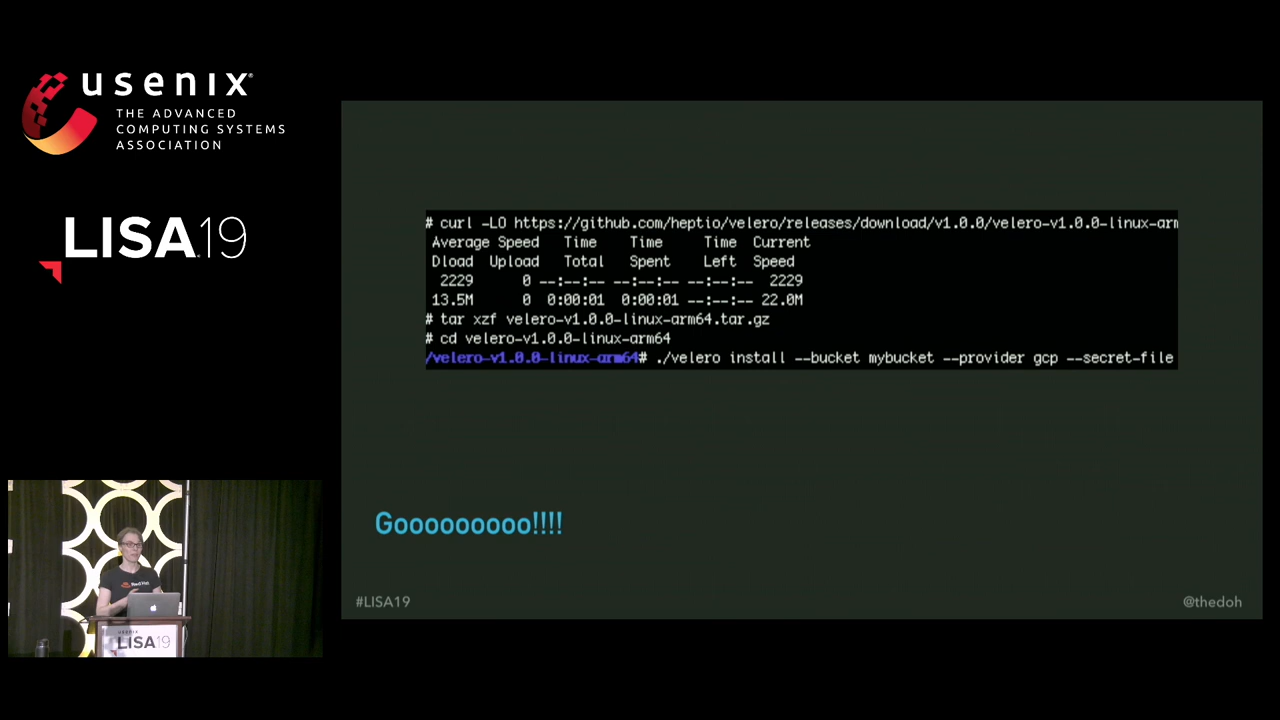 usenix
THE ADVANCED
COMPUTING SYSTEMS
ASSOCIATION
LISA19
# curl -LO https://github.com/heptio/velero/releases/download/v1.0.0/velero-v1.0.0-linux-arm
Average Speed Time Time Time Current
Dload Upload Total Spent Left Speed
2229 0 --:--:-- --:--:-- --:--:-- 2229
13.5M 0 0:00:01 0:00:01 --:--:-- 22.0M
# tar xzf velero-v1.0.0-linux-arm64.tar.gz
# cd velero-v1.0.0-linux-arm64
/velero-v1.0.0-linux-arm64# ./velero install --bucket mybucket --provider gcp --secret-file
Gooooooooo!!!!
#LISA19
@thedoh
Red Hat
USENIX
LISA19